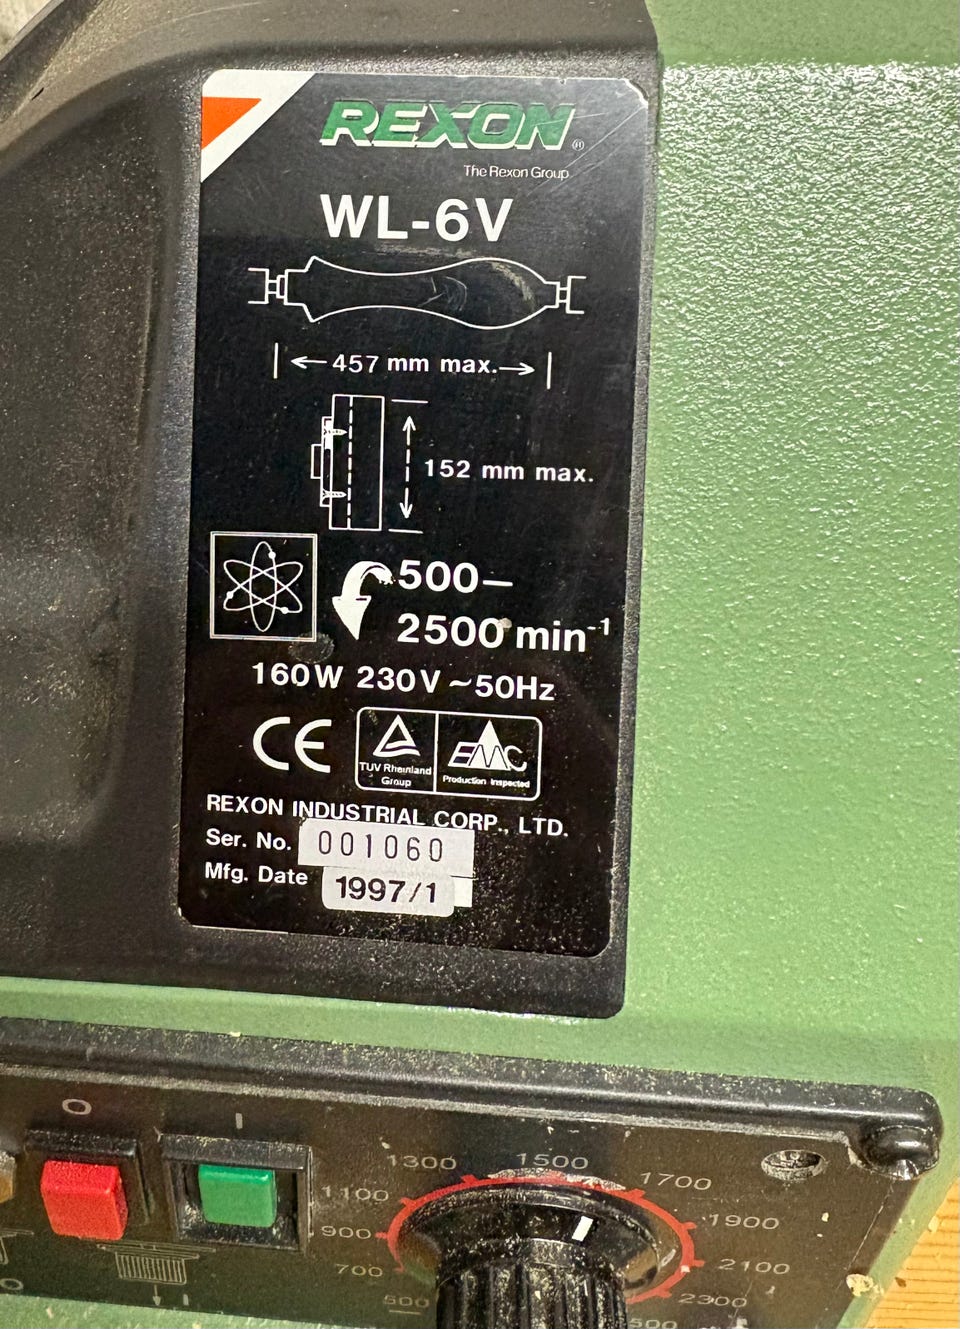 REXON®
The Rexon Group
WL-6V
457 mm max.
152 mm max.
500–
2500 min⁻¹
160W 230V ~ 50Hz
CE
TUV Rheinland
Group
EMC
Production inspected
REXON INDUSTRIAL CORP., LTD.
Ser. No. 001060
Mfg. Date 1997/1
O I
1300 1500 1700
1100 1900
900 2100
700 2300
500